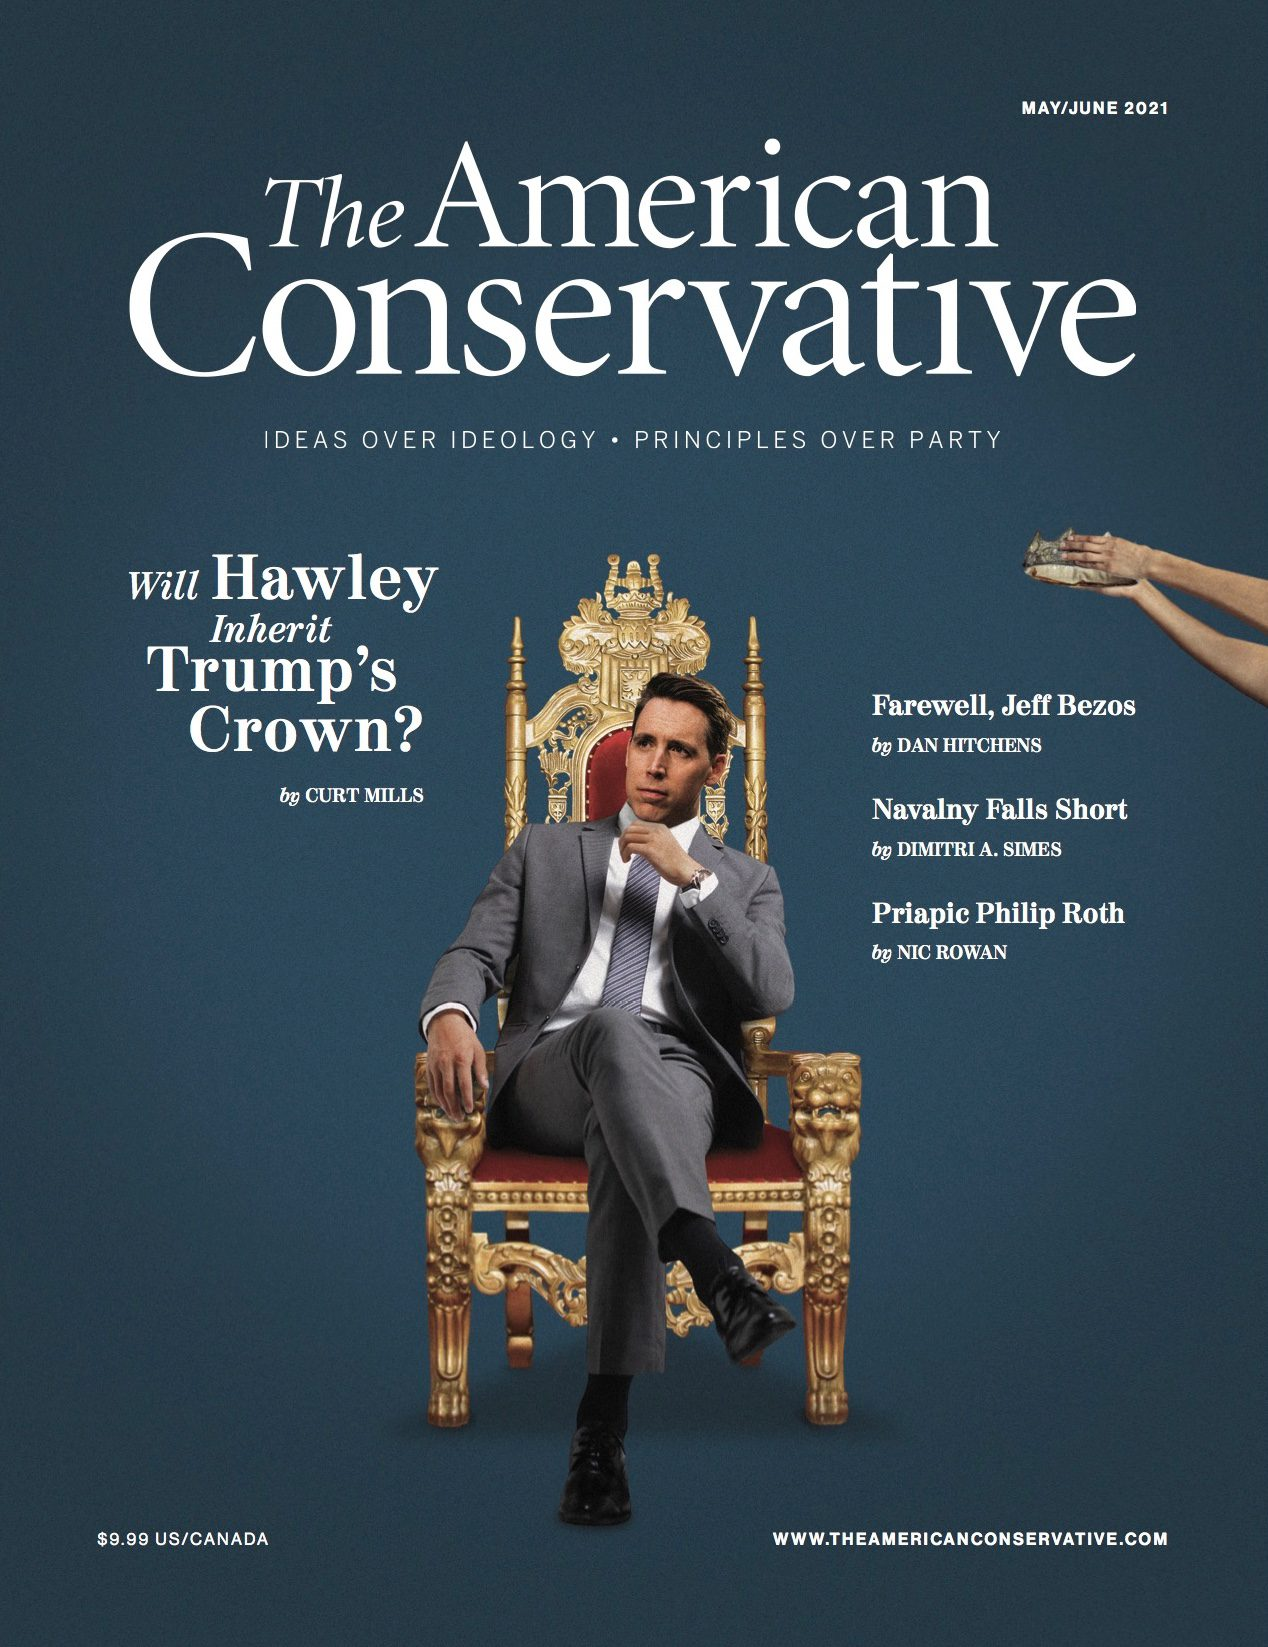 MAY/JUNE 2021
The American
Conservative
IDEAS OVER IDEOLOGY • PRINCIPLES OVER PARTY
Will Hawley
Inherit
Trump’s
Crown?
by CURT MILLS
Farewell, Jeff Bezos
by DAN HITCHENS
Navalny Falls Short
by DIMITRI A. SIMES
Priapic Philip Roth
by NIC ROWAN
$9.99 US/CANADA
WWW.THEAMERICANCONSERVATIVE.COM